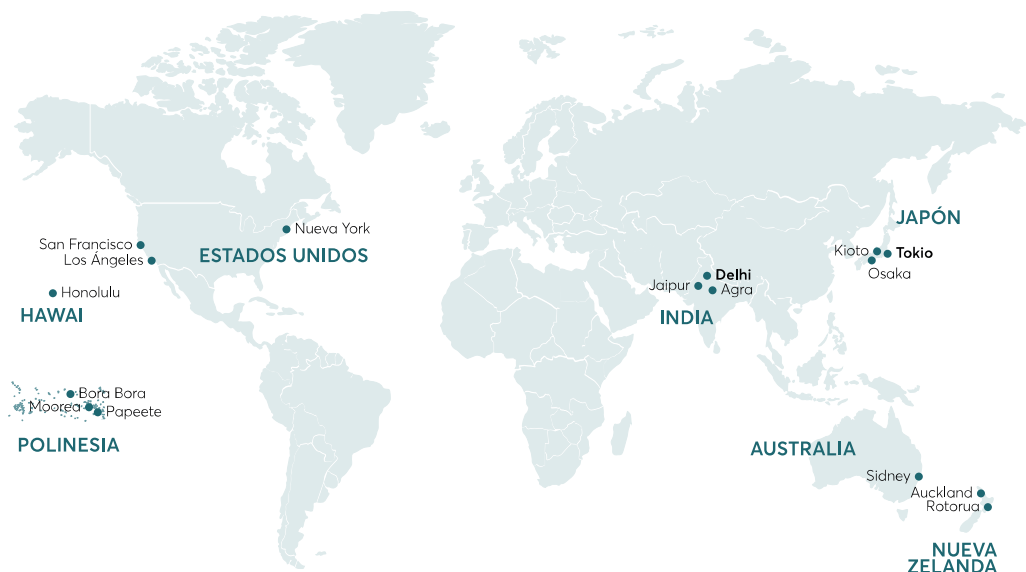 Nueva York
San Francisco
Los Ángeles
ESTADOS UNIDOS
Honolulu
HAWAI
Bora Bora
Moorea
Papeete
POLINESIA
JAPÓN
Kioto
Tokio
Osaka
Delhi
Jaipur
Agra
INDIA
AUSTRALIA
Sidney
Auckland
Rotorua
NUEVA
ZELANDA